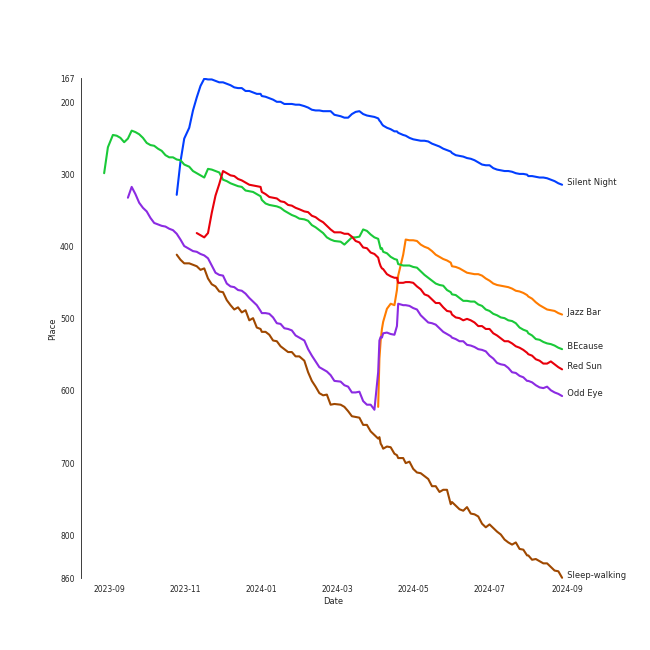 167
200
300
400
500
600
700
800
860
Place
2023-09
2023-11
2024-01
2024-03
2024-05
2024-07
2024-09
Date
Silent Night
Jazz Bar
BEcause
Red Sun
Odd Eye
Sleep-walking